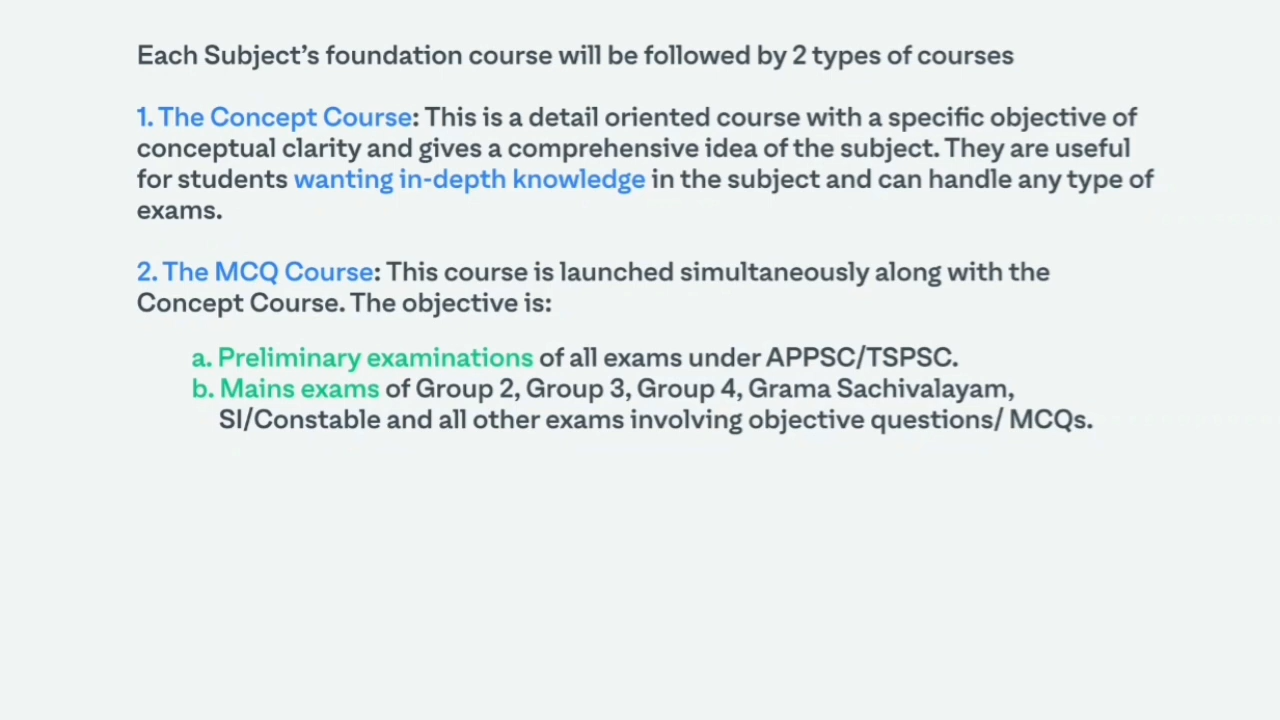 Each Subject's foundation course will be followed by 2 types of courses
1. The Concept Course: This is a detail oriented course with a specific objective of
conceptual clarity and gives a comprehensive idea of the subject. They are useful
for students wanting in-depth knowledge in the subject and can handle any type of
exams.
2. The MCQ Course: This course is launched simultaneously along with the
Concept Course. The objective is:
a. Preliminary examinations of all exams under APPSC/TSPSC.
b. Mains exams of Group 2, Group 3, Group 4, Grama Sachivalayam,
SI/Constable and all other exams involving objective questions/ MCQs.